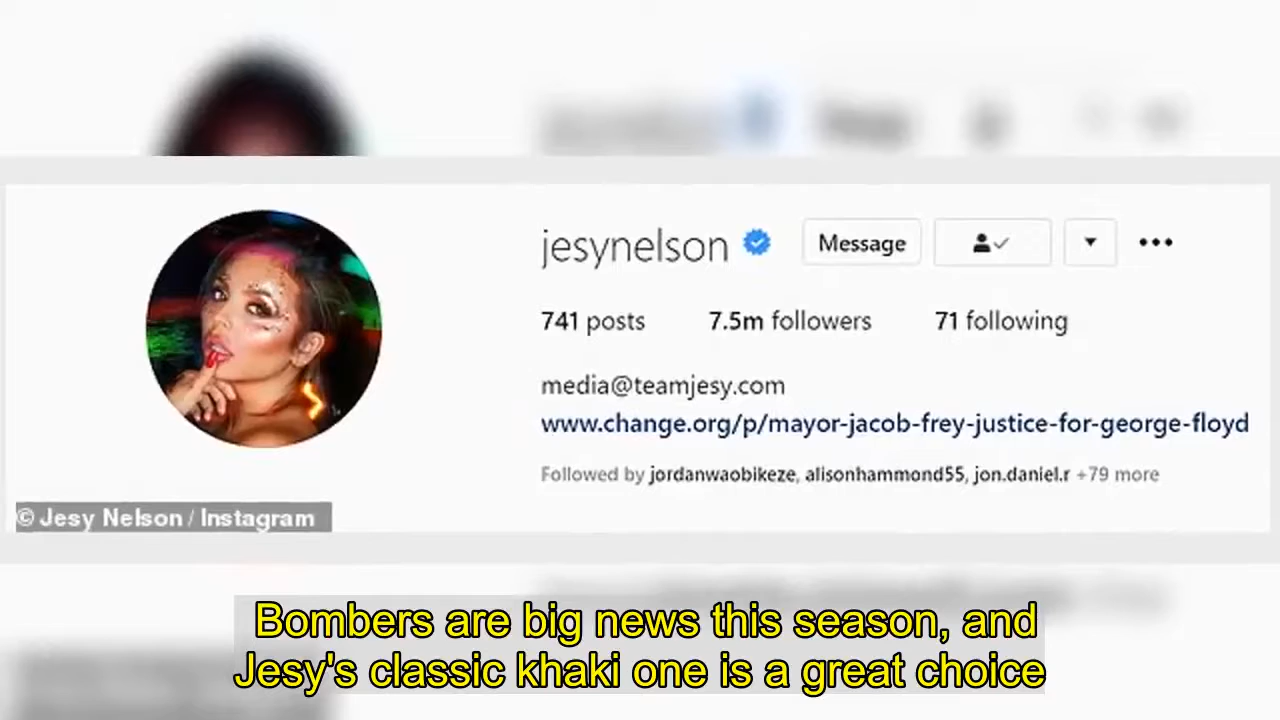 jesynelson Message
741 posts 7.5m followers 71 following
media@teamjesy.com
www.change.org/p/mayor-jacob-frey-justice-for-george-floyd
Followed by jordanwaobikeze, alisonhammond55, jon.daniel.r +79 more
© Jesy Nelson / Instagram
Bombers are big news this season, and
Jesy's classic khaki one is a great choice